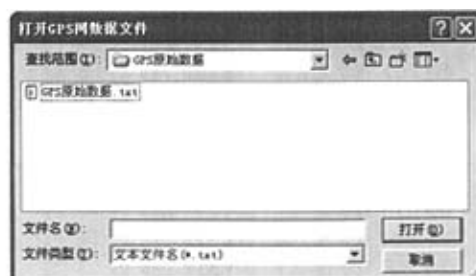 打开GPS网数据文件
查找范围(I): GPS原始数据
GPS原始数据.txt
文件名(N):
打开(O)
文件类型(T): 文本文件名(*.txt)
取消